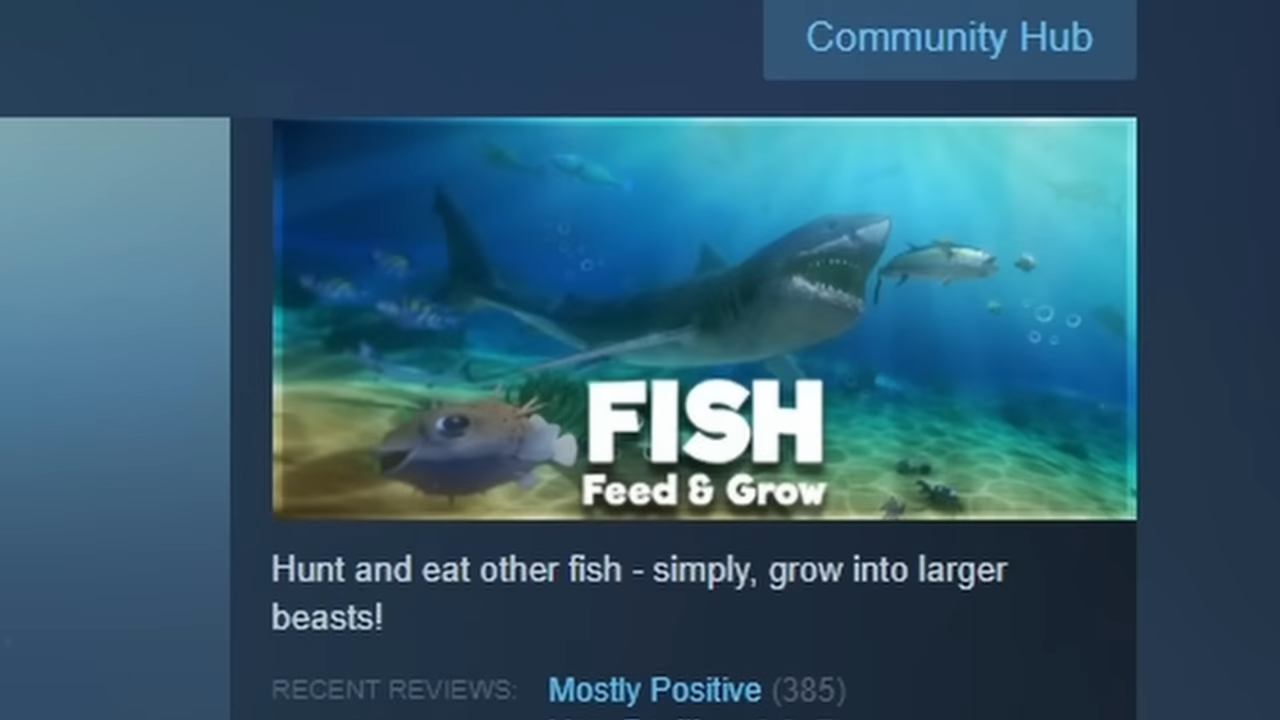 Community Hub
FISH
Feed & Grow
Hunt and eat other fish - simply, grow into larger
beasts!
RECENT REVIEWS: Mostly Positive (385)